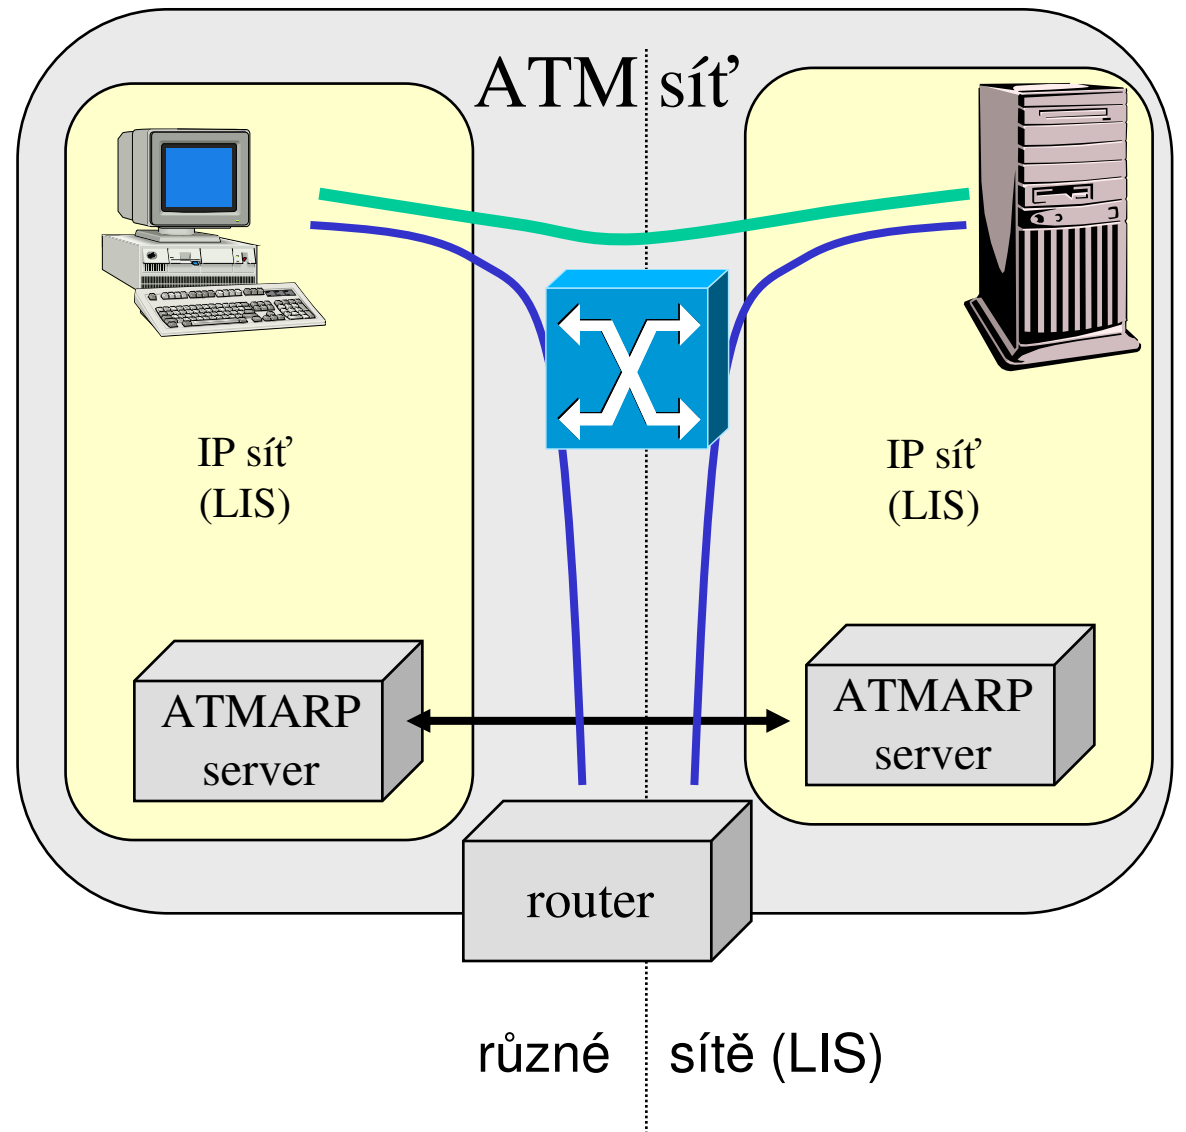 ATM síť
IP síť
(LIS)
IP síť
(LIS)
ATMARP
server
ATMARP
server
router
různé sítě (LIS)